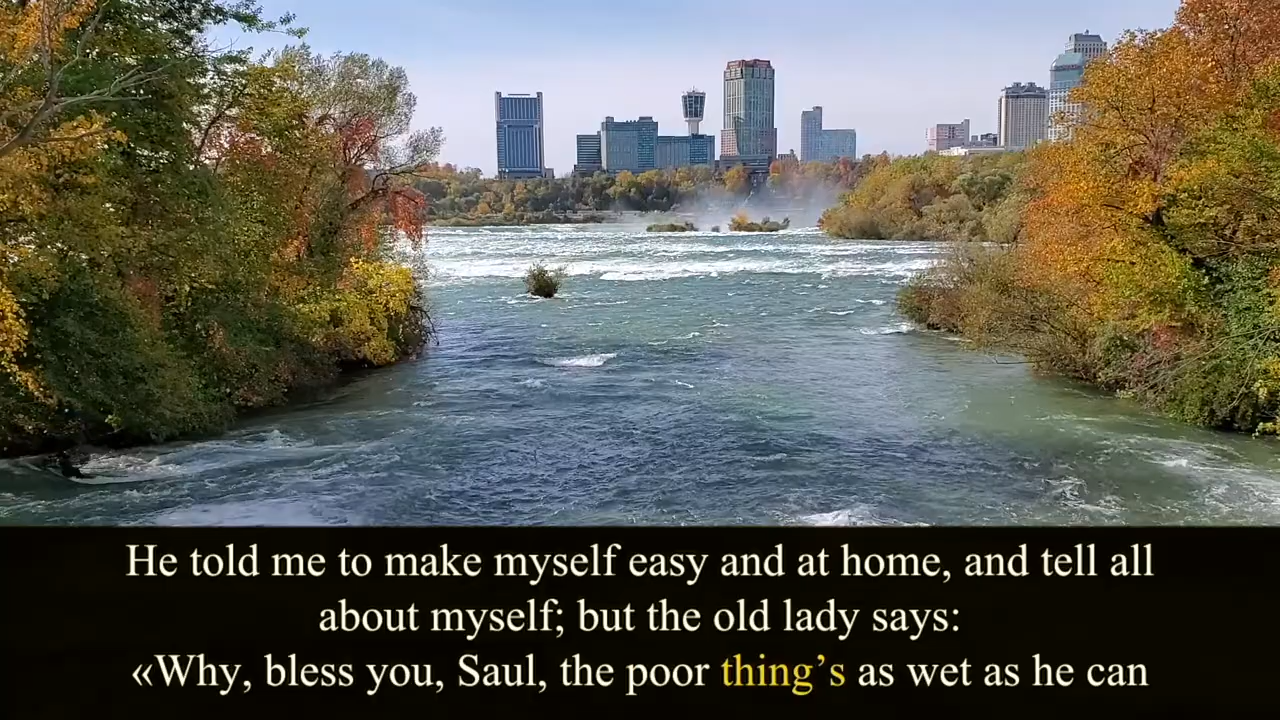 He told me to make myself easy and at home, and tell all
about myself; but the old lady says:
«Why, bless you, Saul, the poor thing’s as wet as he can